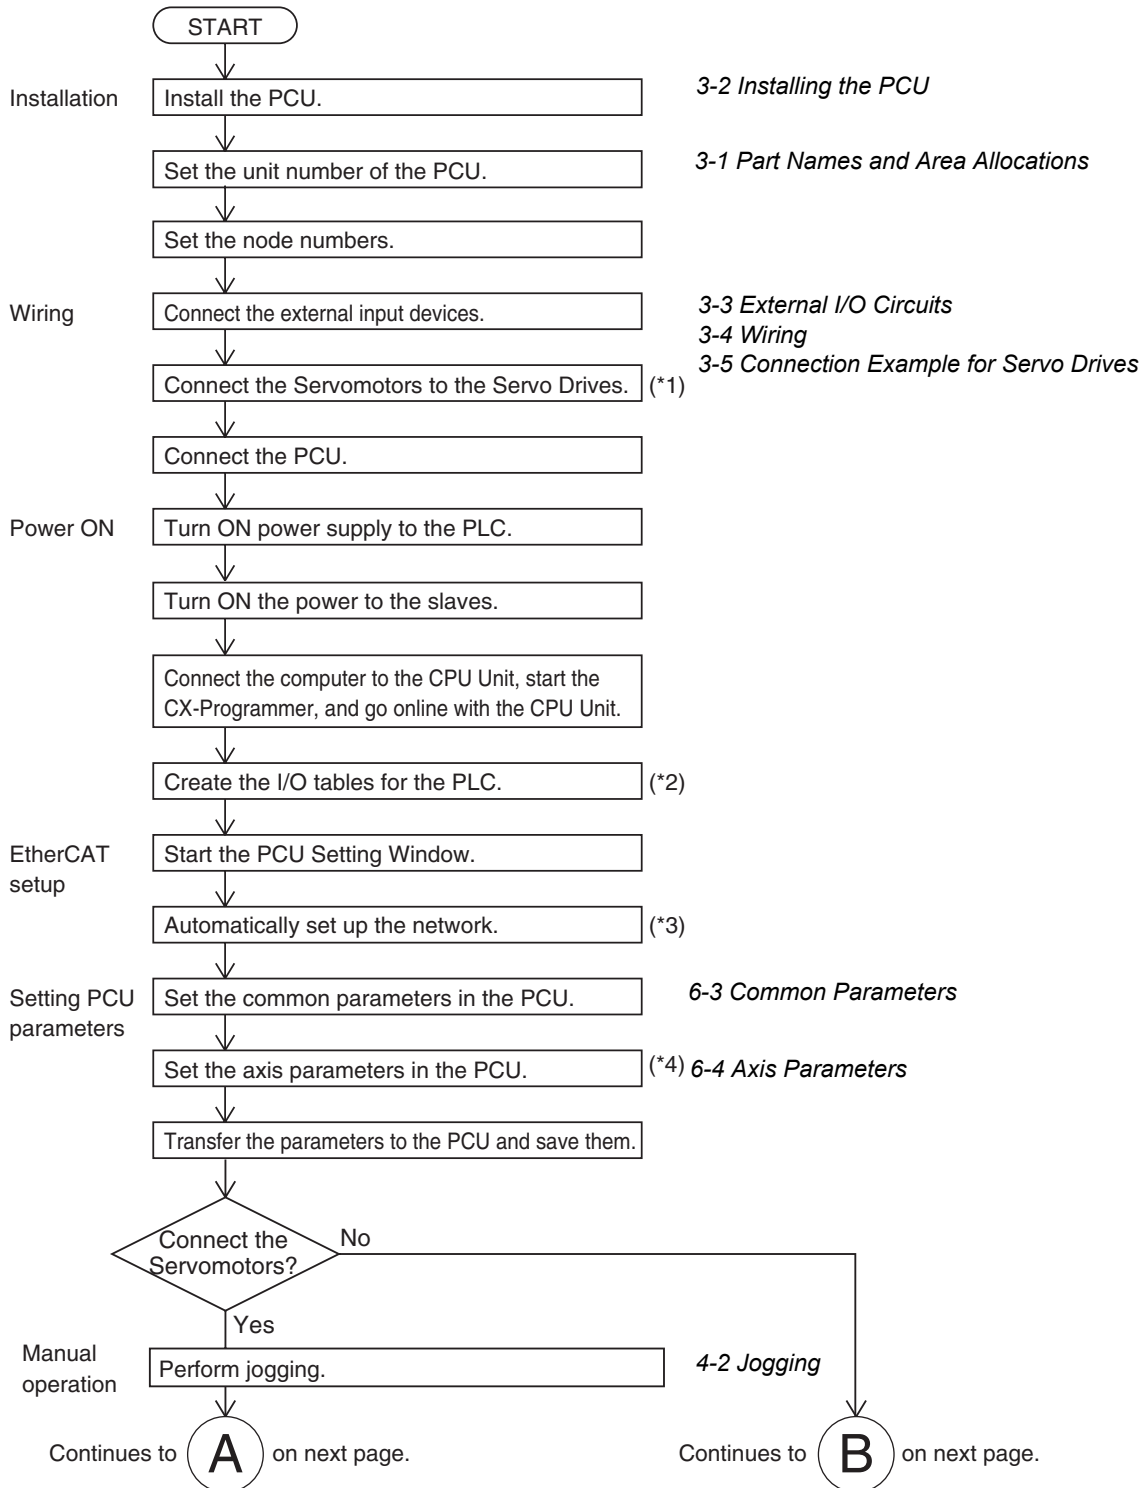 START
Installation
Install the PCU.
3-2 Installing the PCU
Set the unit number of the PCU.
3-1 Part Names and Area Allocations
Set the node numbers.
Wiring
Connect the external input devices.
3-3 External I/O Circuits
3-4 Wiring
3-5 Connection Example for Servo Drives
Connect the Servomotors to the Servo Drives.
(*1)
Connect the PCU.
Power ON
Turn ON power supply to the PLC.
Turn ON the power to the slaves.
Connect the computer to the CPU Unit, start the
CX-Programmer, and go online with the CPU Unit.
Create the I/O tables for the PLC.
(*2)
EtherCAT
setup
Start the PCU Setting Window.
Automatically set up the network.
(*3)
Setting PCU
parameters
Set the common parameters in the PCU.
6-3 Common Parameters
Set the axis parameters in the PCU.
(*4)
6-4 Axis Parameters
Transfer the parameters to the PCU and save them.
Connect the
Servomotors?
No
Yes
Manual
operation
Perform jogging.
4-2 Jogging
Continues to A on next page.
Continues to B on next page.